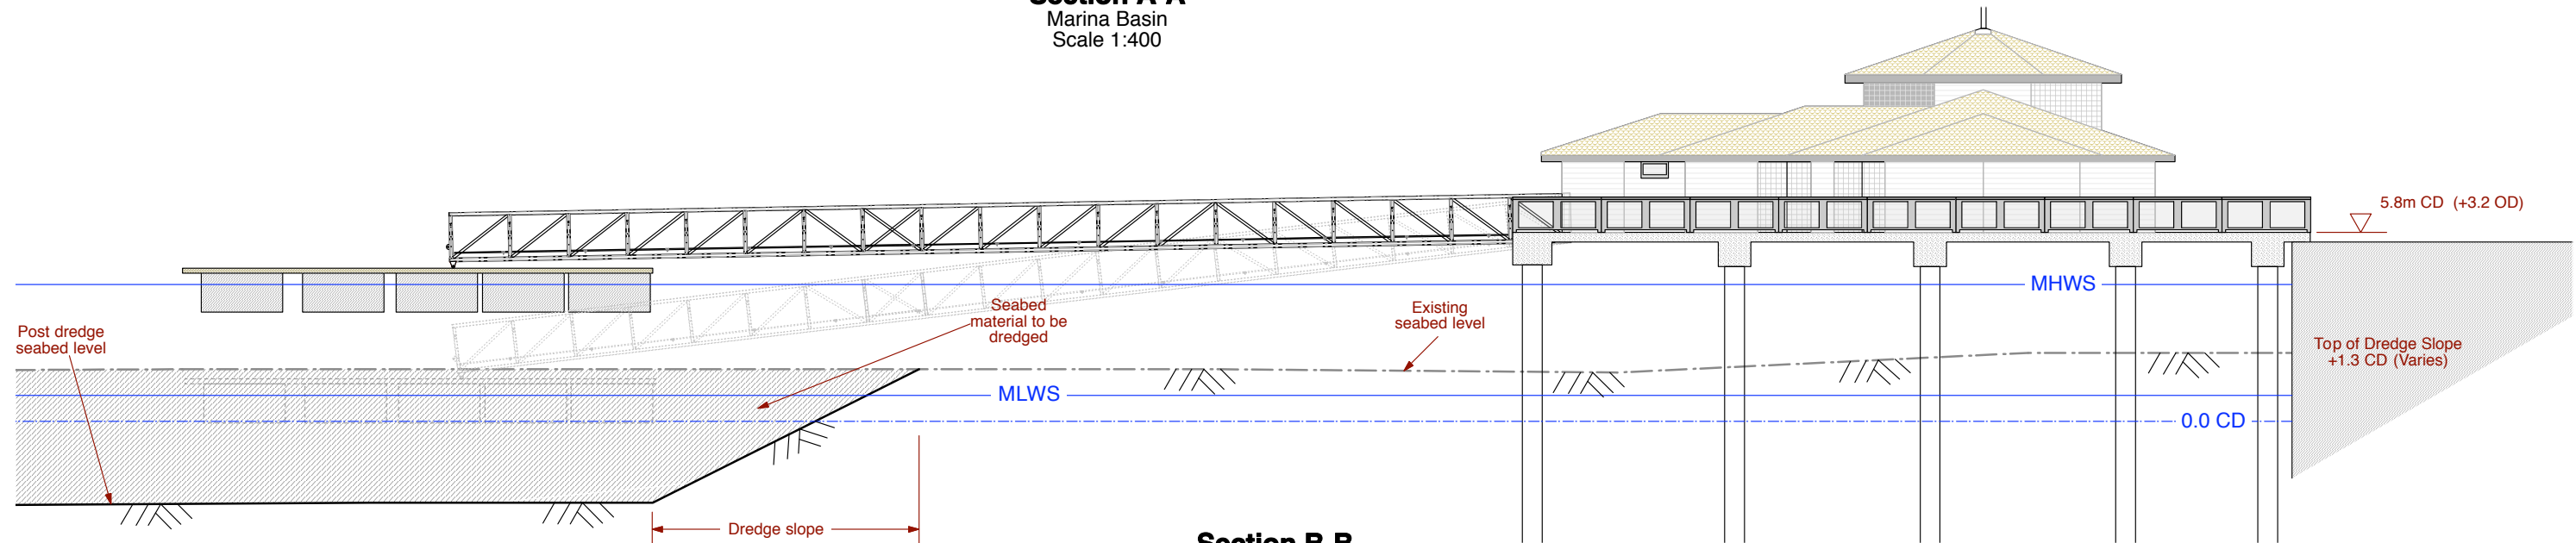 Section A-A
Marina Basin
Scale 1:400
5.8m CD (+3.2 OD)
MHWS
Seabed
material to be
dredged
Existing
seabed level
Post dredge
seabed level
Top of Dredge Slope
+1.3 CD (Varies)
MLWS
0.0 CD
Dredge slope
Section B-B